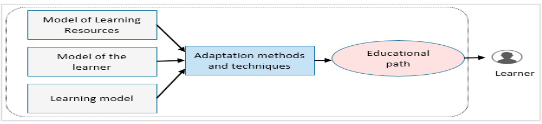 Model of Learning
Resources
Model of the
learner
Learning model
Adaptation methods
and techniques
Educational
path
Learner